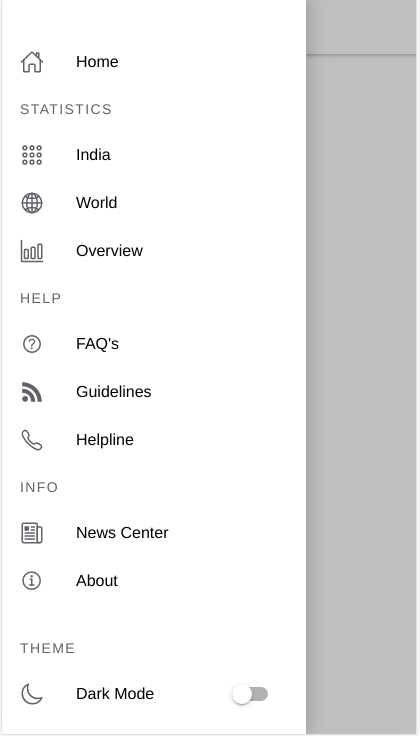 Home
STATISTICS
India
World
Overview
HELP
FAQ's
Guidelines
Helpline
INFO
News Center
About
THEME
Dark Mode